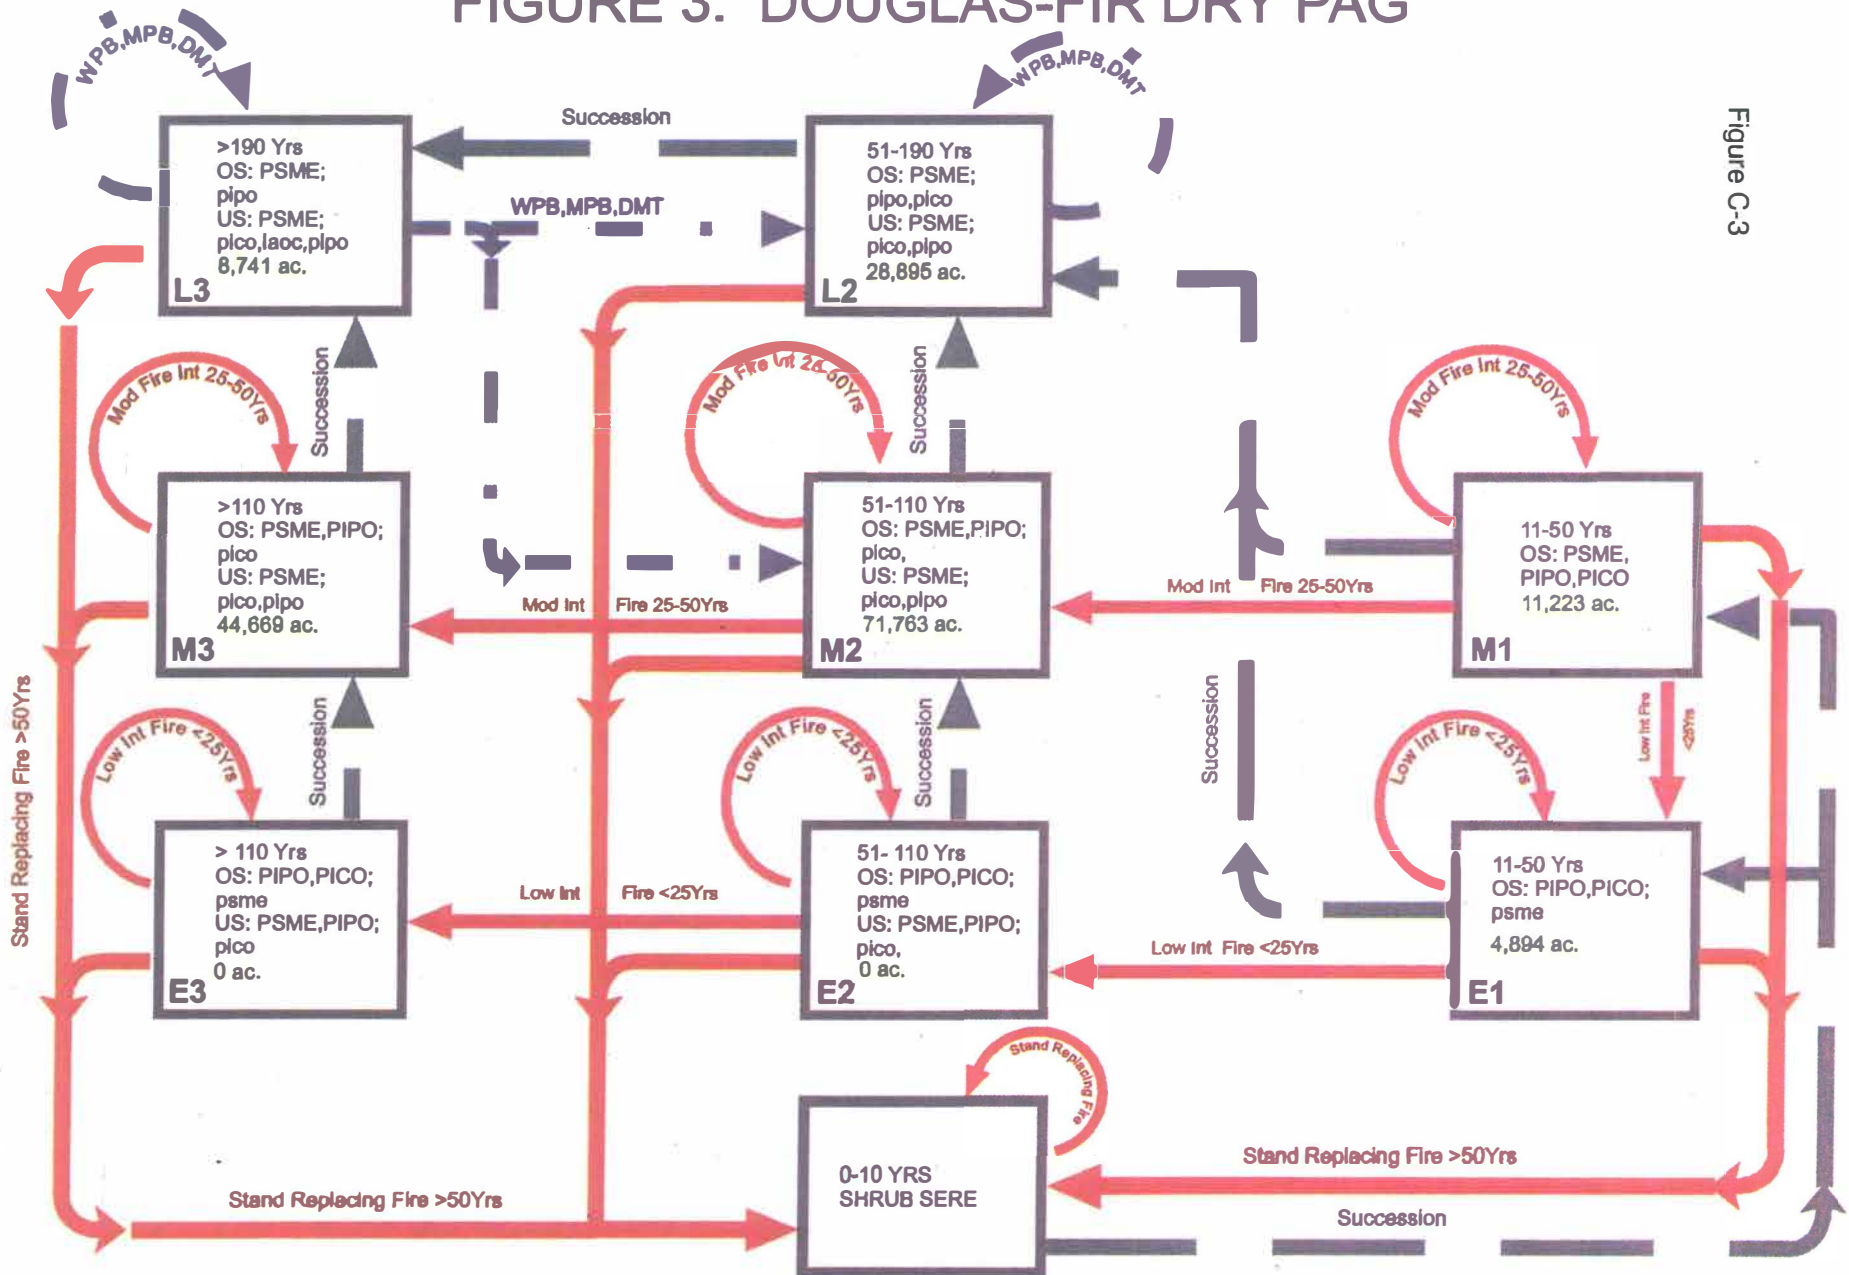 FIGURE 3. DOUGLAS-FIR DRY PAG
Figure C-3
WPB,MPB,DMT
WPB,MPB,DMT
Succession
>190 Yrs
OS: PSME;
pipo
US: PSME;
pico,laoc,pipo
8,741 ac.
L3
WPB,MPB,DMT
51-190 Yrs
OS: PSME;
pipo,pico
US: PSME;
pico,pipo
28,895 ac.
L2
Mod Fire Int 25-50Yrs
Succession
Mod Fire Int 25-50Yrs
Succession
Mod Fire Int 25-50Yrs
>110 Yrs
OS: PSME,PIPO;
pico
US: PSME;
pico,pipo
44,669 ac.
M3
Mod Int Fire 25-50Yrs
51-110 Yrs
OS: PSME,PIPO;
pico,
US: PSME;
pico,pipo
71,763 ac.
M2
Mod Int Fire 25-50Yrs
11-50 Yrs
OS: PSME,
PIPO,PICO
11,223 ac.
M1
Stand Replacing Fire >50Yrs
Low Int Fire <25Yrs
Succession
Low Int Fire <25Yrs
Succession
Succession
Low Int Fire <25Yrs
Low Int Fire
<25Yrs
> 110 Yrs
OS: PIPO,PICO;
psme
US: PSME,PIPO;
pico
0 ac.
E3
Low Int Fire <25Yrs
51- 110 Yrs
OS: PIPO,PICO;
psme
US: PSME,PIPO;
pico,
0 ac.
E2
Low Int Fire <25Yrs
11-50 Yrs
OS: PIPO,PICO;
psme
4,894 ac.
E1
Stand Replacing Fire
0-10 YRS
SHRUB SERE
Stand Replacing Fire >50Yrs
Stand Replacing Fire >50Yrs
Succession